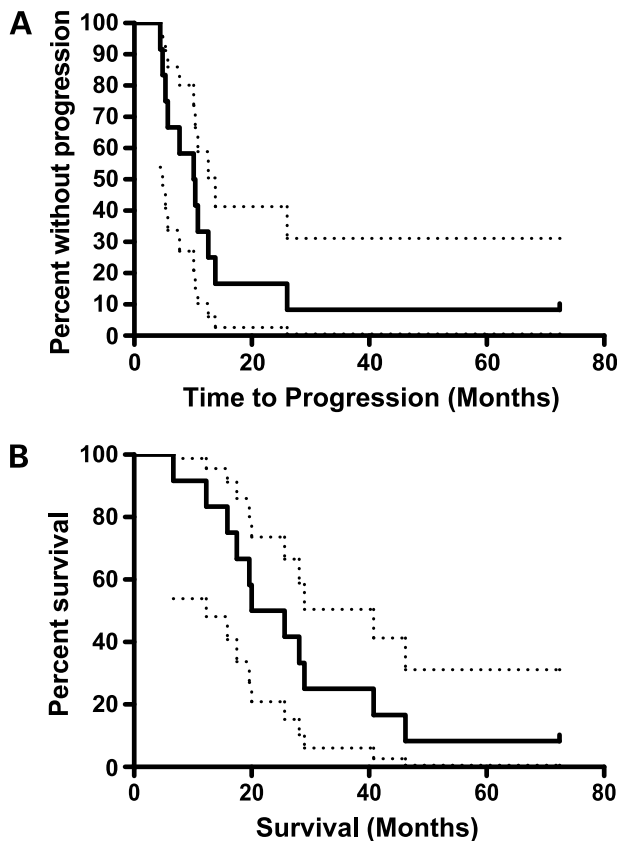 A
Percent without progression
100
90
80
70
60
50
40
30
20
10
0
0 20 40 60 80
Time to Progression (Months)
B
Percent survival
100
80
60
40
20
0
0 20 40 60 80
Survival (Months)